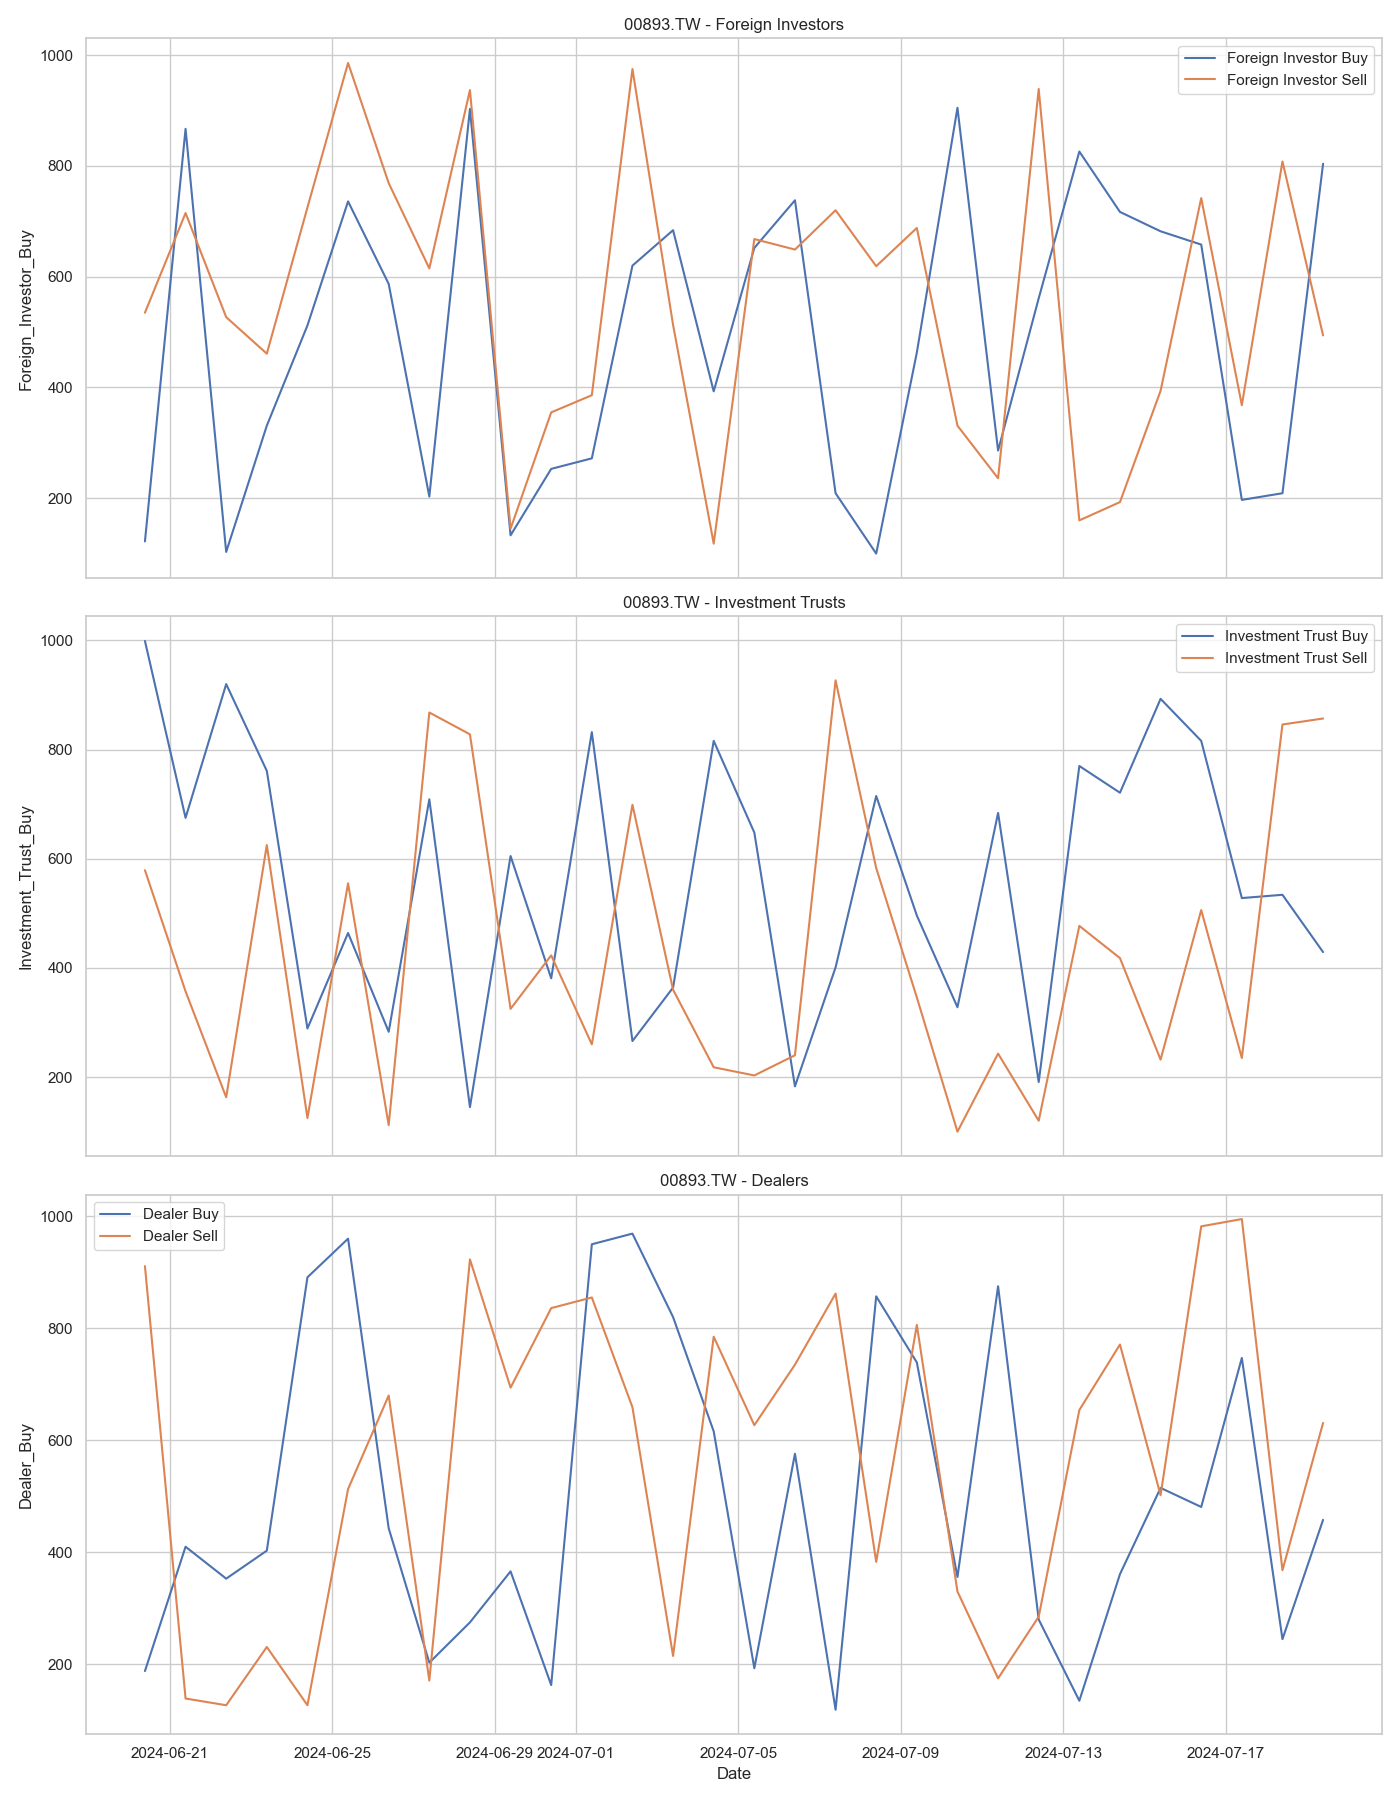 00893.TW - Foreign Investors
Foreign Investor Buy
Foreign Investor Sell
Foreign_Investor_Buy
1000
800
600
400
200
00893.TW - Investment Trusts
Investment Trust Buy
Investment Trust Sell
Investment_Trust_Buy
1000
800
600
400
200
00893.TW - Dealers
Dealer Buy
Dealer Sell
Dealer_Buy
1000
800
600
400
200
2024-06-21 2024-06-25 2024-06-29 2024-07-01 2024-07-05 2024-07-09 2024-07-13 2024-07-17
Date